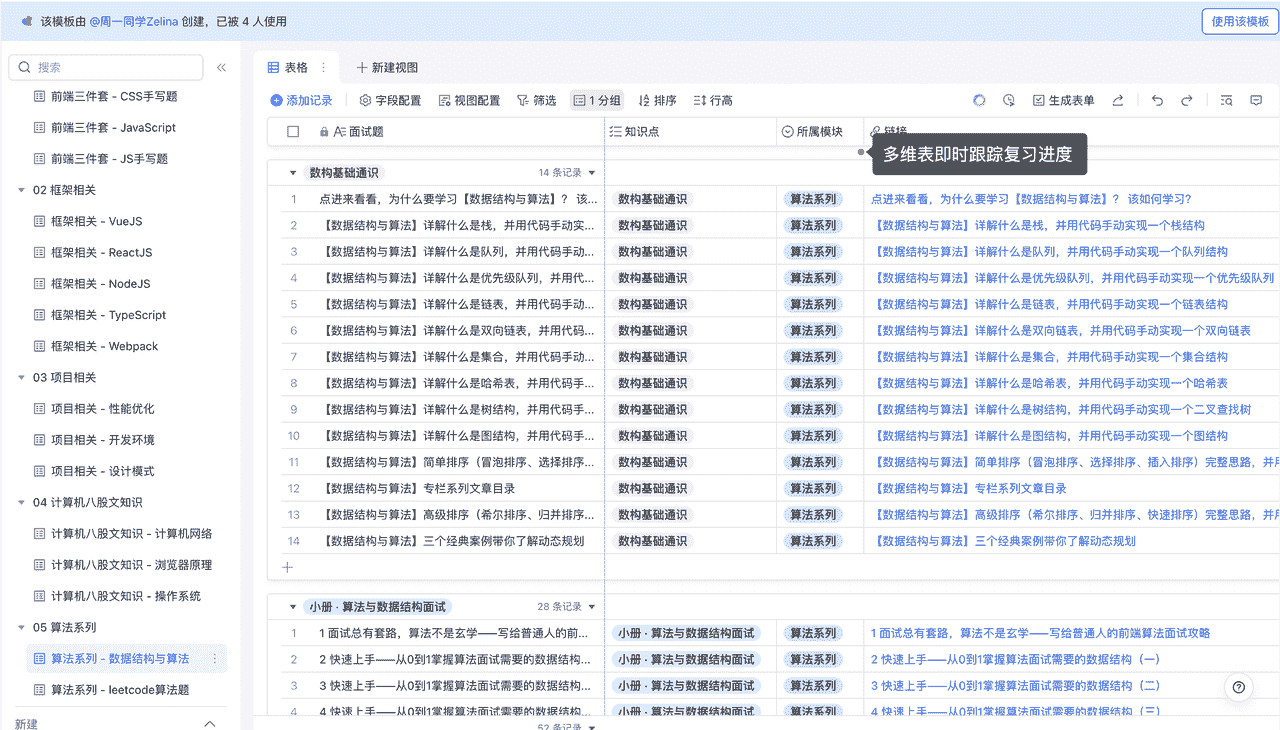 该模板由 @周一同学Zelina 创建，已被 4 人使用
使用该模板
搜索
前端三件套 - CSS手写题
前端三件套 - JavaScript
前端三件套 - JS手写题
02 框架相关
框架相关 - VueJS
框架相关 - ReactJS
框架相关 - NodeJS
框架相关 - TypeScript
框架相关 - Webpack
03 项目相关
项目相关 - 性能优化
项目相关 - 开发环境
项目相关 - 设计模式
04 计算机八股文知识
计算机八股文知识 - 计算机网络
计算机八股文知识 - 浏览器原理
计算机八股文知识 - 操作系统
05 算法系列
算法系列 - 数据结构与算法
算法系列 - leetcode算法题
新建
表格 新建视图
添加记录 字段配置 视图配置 筛选 1 分组 排序 行高 生成表单
面试题 知识点 所属模块 链接
多维表即时跟踪复习进度
数构基础通识 14 条记录
1 点进来看看，为什么要学习【数据结构与算法】？ 该... 数构基础通识 算法系列 点进来看看，为什么要学习【数据结构与算法】？ 该如何学习?
2 【数据结构与算法】详解什么是栈，并用代码手动实... 数构基础通识 算法系列 【数据结构与算法】详解什么是栈，并用代码手动实现一个栈结构
3 【数据结构与算法】详解什么是队列，并用代码手动... 数构基础通识 算法系列 【数据结构与算法】详解什么是队列，并用代码手动实现一个队列结构
4 【数据结构与算法】详解什么是优先级队列，并用代... 数构基础通识 算法系列 【数据结构与算法】详解什么是优先级队列，并用代码手动实现一个优先级队列
5 【数据结构与算法】详解什么是链表，并用代码手动... 数构基础通识 算法系列 【数据结构与算法】详解什么是链表，并用代码手动实现一个链表结构
6 【数据结构与算法】详解什么是双向链表，并用代码... 数构基础通识 算法系列 【数据结构与算法】详解什么是双向链表，并用代码手动实现一个双向链表
7 【数据结构与算法】详解什么是集合，并用代码手动... 数构基础通识 算法系列 【数据结构与算法】详解什么是集合，并用代码手动实现一个集合结构
8 【数据结构与算法】详解什么是哈希表，并用代码手... 数构基础通识 算法系列 【数据结构与算法】详解什么是哈希表，并用代码手动实现一个哈希表
9 【数据结构与算法】详解什么是树结构，并用代码手... 数构基础通识 算法系列 【数据结构与算法】详解什么是树结构，并用代码手动实现一个二叉查找树
10 【数据结构与算法】详解什么是图结构，并用代码手... 数构基础通识 算法系列 【数据结构与算法】详解什么是图结构，并用代码手动实现一个图结构
11 【数据结构与算法】简单排序（冒泡排序、选择排序... 数构基础通识 算法系列 【数据结构与算法】简单排序（冒泡排序、选择排序、插入排序）完整思路，并用
12 【数据结构与算法】专栏系列文章目录 数构基础通识 算法系列 【数据结构与算法】专栏系列文章目录
13 【数据结构与算法】高级排序（希尔排序、归并排序... 数构基础通识 算法系列 【数据结构与算法】高级排序（希尔排序、归并排序、快速排序）完整思路，并用
14 【数据结构与算法】三个经典案例带你了解动态规划 数构基础通识 算法系列 【数据结构与算法】三个经典案例带你了解动态规划
小册 · 算法与数据结构面试 28 条记录
1 1 面试总有套路，算法不是玄学——写给普通人的前... 小册 · 算法与数据结构面试 算法系列 1 面试总有套路，算法不是玄学——写给普通人的前端算法面试攻略
2 2 快速上手——从0到1掌握算法面试需要的数据结构... 小册 · 算法与数据结构面试 算法系列 2 快速上手——从0到1掌握算法面试需要的数据结构（一）
3 3 快速上手——从0到1掌握算法面试需要的数据结构... 小册 · 算法与数据结构面试 算法系列 3 快速上手——从0到1掌握算法面试需要的数据结构（二）
4 4 快速上手——从0到1掌握算法面试需要的数据结构... 小册 · 算法与数据结构面试 算法系列 4 快速上手——从0到1掌握算法面试需要的数据结构（三）
52 条记录